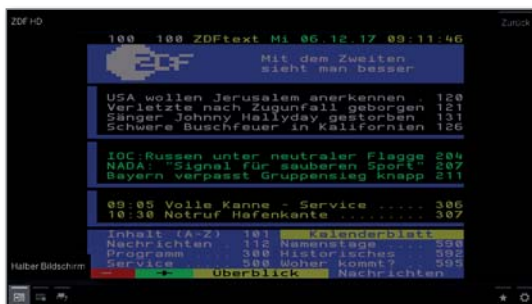 ZDF HD
Zurück
100 100 ZDFtext Mi 06.12.17 09:11:46
ZDF
Mit dem Zweiten
sieht man besser
USA wollen Jerusalem anerkennen . 120
Verletzte nach Zugunfall geborgen 121
Sänger Johnny Hallyday gestorben . 131
Schwere Buschfeuer in Kalifornien 126
IOC:Russen unter neutraler Flagge 204
NADA: "Signal für sauberen Sport" 207
Bayern verpasst Gruppensieg knapp 211
09:05 Volle Kanne - Service ..... 306
10:30 Notruf Hafenkante ......... 307
Inhalt (A-Z) 101 Kalenderblatt
Nachrichten . 112 Namenstage ... 590
Programm 300 Historisches 592
Service ..... 500 Woher kommt? 595
Halber Bildschirm
- + Überblick Nachrichten